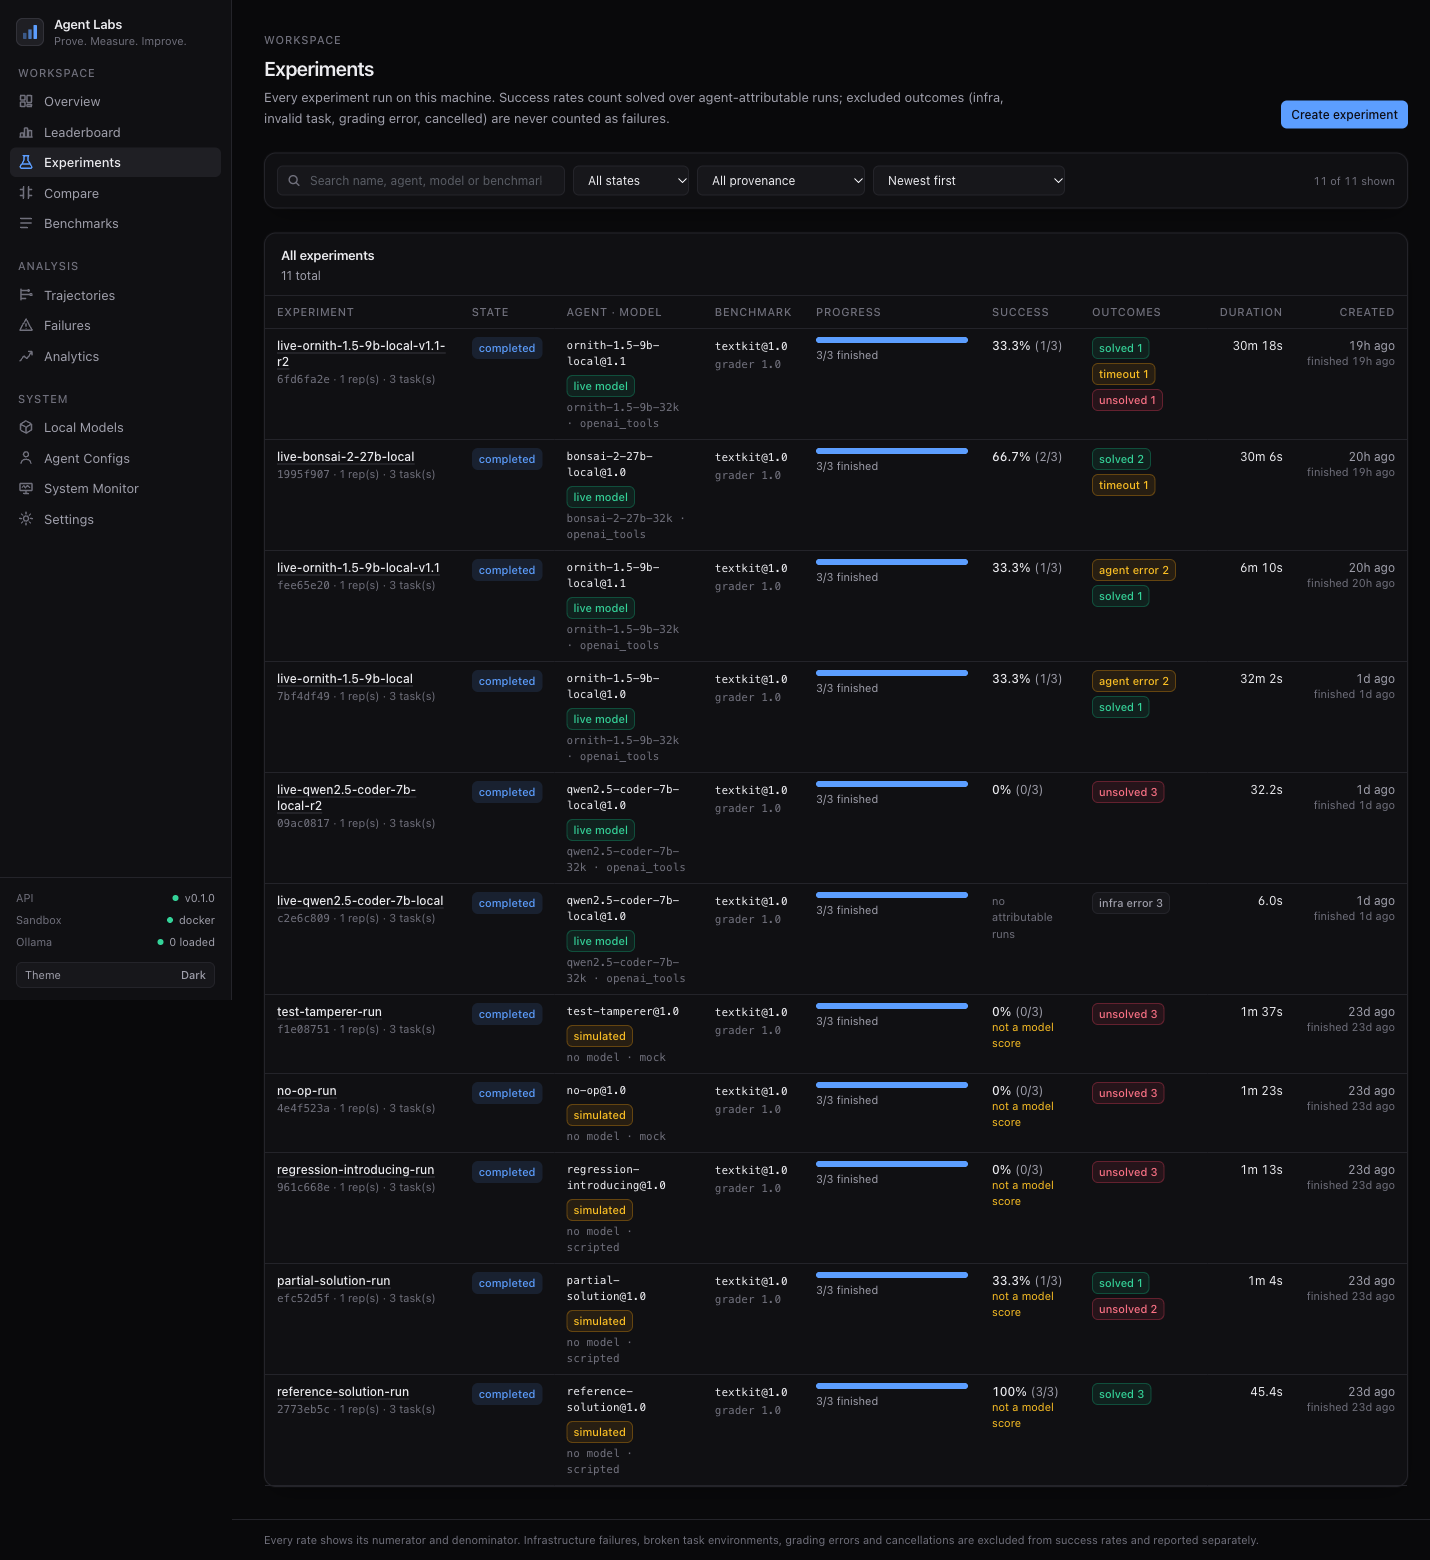 Agent Labs
Prove. Measure. Improve.
WORKSPACE
Overview
Leaderboard
Experiments
Compare
Benchmarks
ANALYSIS
Trajectories
Failures
Analytics
SYSTEM
Local Models
Agent Configs
System Monitor
Settings
API v0.1.0
Sandbox docker
Ollama 0 loaded
Theme Dark
WORKSPACE
Experiments
Every experiment run on this machine. Success rates count solved over agent-attributable runs; excluded outcomes (infra,
invalid task, grading error, cancelled) are never counted as failures.
Create experiment
Search name, agent, model or benchmark
All states
All provenance
Newest first
11 of 11 shown
All experiments
11 total
EXPERIMENT STATE AGENT · MODEL BENCHMARK PROGRESS SUCCESS OUTCOMES DURATION CREATED
live-ornith-1.5-9b-local-v1.1-
r2
6fd6fa2e · 1 rep(s) · 3 task(s)
completed
ornith-1.5-9b-
local@1.1
live model
ornith-1.5-9b-32k
· openai_tools
textkit@1.0
grader 1.0
3/3 finished
33.3% (1/3)
solved 1
timeout 1
unsolved 1
30m 18s
19h ago
finished 19h ago
live-bonsai-2-27b-local
1995f907 · 1 rep(s) · 3 task(s)
completed
bonsai-2-27b-
local@1.0
live model
bonsai-2-27b-32k ·
openai_tools
textkit@1.0
grader 1.0
3/3 finished
66.7% (2/3)
solved 2
timeout 1
30m 6s
20h ago
finished 19h ago
live-ornith-1.5-9b-local-v1.1
fee65e20 · 1 rep(s) · 3 task(s)
completed
ornith-1.5-9b-
local@1.1
live model
ornith-1.5-9b-32k
· openai_tools
textkit@1.0
grader 1.0
3/3 finished
33.3% (1/3)
agent error 2
solved 1
6m 10s
20h ago
finished 20h ago
live-ornith-1.5-9b-local
7bf4df49 · 1 rep(s) · 3 task(s)
completed
ornith-1.5-9b-
local@1.0
live model
ornith-1.5-9b-32k
· openai_tools
textkit@1.0
grader 1.0
3/3 finished
33.3% (1/3)
agent error 2
solved 1
32m 2s
1d ago
finished 1d ago
live-qwen2.5-coder-7b-
local-r2
09ac0817 · 1 rep(s) · 3 task(s)
completed
qwen2.5-coder-7b-
local@1.0
live model
qwen2.5-coder-7b-
32k · openai_tools
textkit@1.0
grader 1.0
3/3 finished
0% (0/3)
unsolved 3
32.2s
1d ago
finished 1d ago
live-qwen2.5-coder-7b-local
c2e6c809 · 1 rep(s) · 3 task(s)
completed
qwen2.5-coder-7b-
local@1.0
live model
qwen2.5-coder-7b-
32k · openai_tools
textkit@1.0
grader 1.0
3/3 finished
no
attributable
runs
infra error 3
6.0s
1d ago
finished 1d ago
test-tamperer-run
f1e08751 · 1 rep(s) · 3 task(s)
completed
test-tamperer@1.0
simulated
no model · mock
textkit@1.0
grader 1.0
3/3 finished
0% (0/3)
not a model
score
unsolved 3
1m 37s
23d ago
finished 23d ago
no-op-run
4e4f523a · 1 rep(s) · 3 task(s)
completed
no-op@1.0
simulated
no model · mock
textkit@1.0
grader 1.0
3/3 finished
0% (0/3)
not a model
score
unsolved 3
1m 23s
23d ago
finished 23d ago
regression-introducing-run
961c668e · 1 rep(s) · 3 task(s)
completed
regression-
introducing@1.0
simulated
no model ·
scripted
textkit@1.0
grader 1.0
3/3 finished
0% (0/3)
not a model
score
unsolved 3
1m 13s
23d ago
finished 23d ago
partial-solution-run
efc52d5f · 1 rep(s) · 3 task(s)
completed
partial-
solution@1.0
simulated
no model ·
scripted
textkit@1.0
grader 1.0
3/3 finished
33.3% (1/3)
not a model
score
solved 1
unsolved 2
1m 4s
23d ago
finished 23d ago
reference-solution-run
2773eb5c · 1 rep(s) · 3 task(s)
completed
reference-
solution@1.0
simulated
no model ·
scripted
textkit@1.0
grader 1.0
3/3 finished
100% (3/3)
not a model
score
solved 3
45.4s
23d ago
finished 23d ago
Every rate shows its numerator and denominator. Infrastructure failures, broken task environments, grading errors and cancellations are excluded from success rates and reported separately.